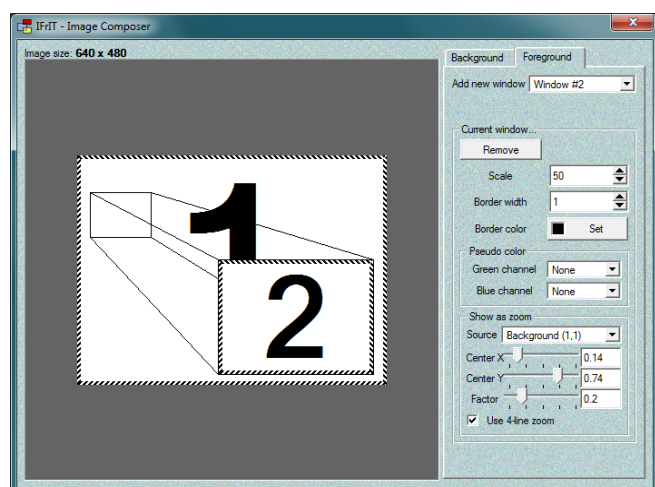 IFrIT - Image Composer
Image size: 640 x 480
1
2
Background Foreground
Add new window Window #2
Current window...
Remove
Scale 50
Border width 1
Border color Set
Pseudo color
Green channel None
Blue channel None
Show as zoom
Source Background (1,1)
Center X 0.14
Center Y 0.74
Factor 0.2
Use 4-line zoom